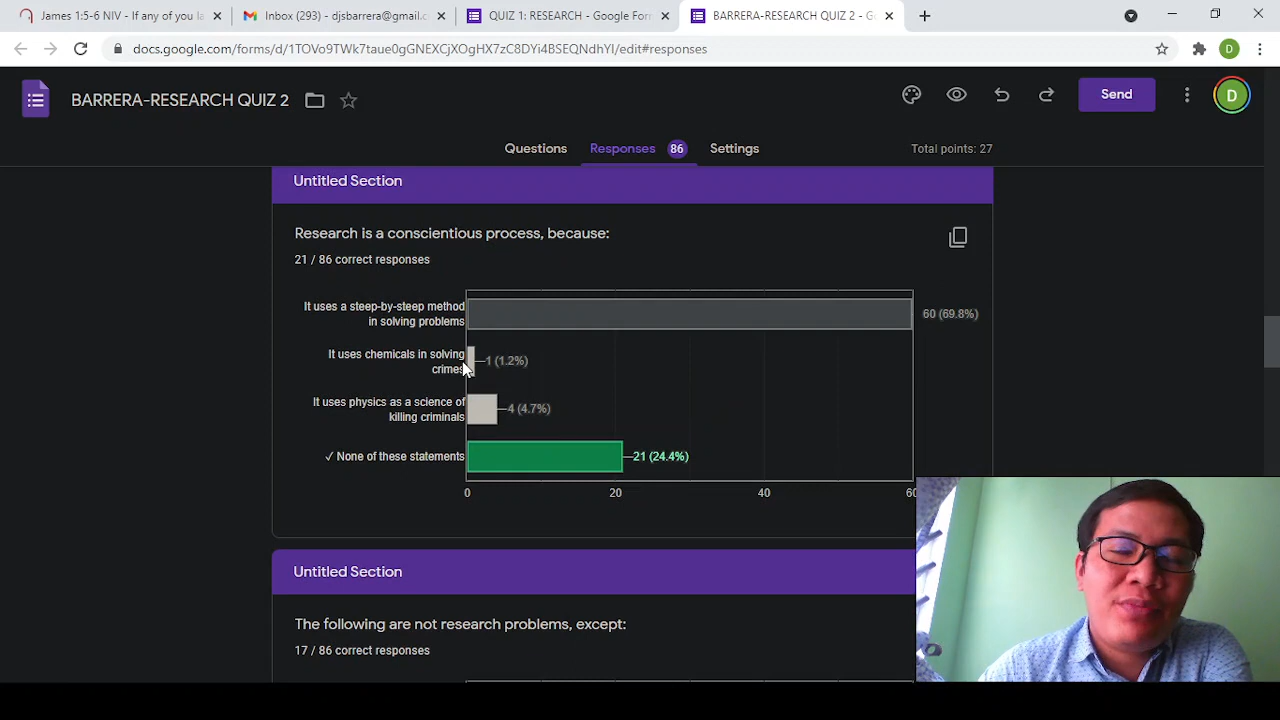 James 1:5-6 NIV - If any of you la
Inbox (293) - djsbarrera@gmail.c
QUIZ 1: RESEARCH - Google Form
BARRERA-RESEARCH QUIZ 2 - Go
docs.google.com/forms/d/1TOVo9TWk7taue0gGNEXCjXOgHX7zC8DYi4BSEQNdhYI/edit#responses
D
BARRERA-RESEARCH QUIZ 2
Send
D
Questions
Responses
86
Settings
Total points: 27
Untitled Section
Research is a conscientious process, because:
21 / 86 correct responses
It uses a steep-by-steep method
in solving problems
60 (69.8%)
It uses chemicals in solving
crimes
1 (1.2%)
It uses physics as a science of
killing criminals
4 (4.7%)
✓ None of these statements
21 (24.4%)
0
20
40
60
Untitled Section
The following are not research problems, except:
17 / 86 correct responses